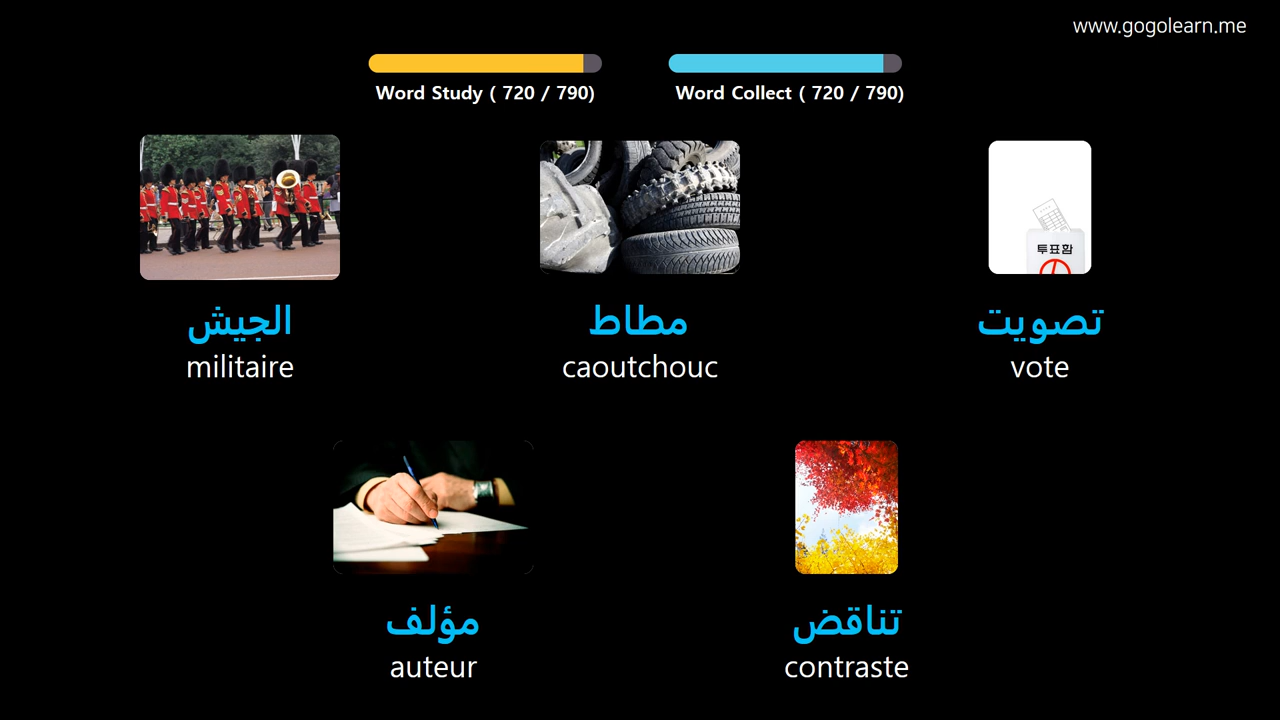 www.gogolearn.me
Word Study ( 720 / 790)
Word Collect ( 720 / 790)
투표함
الجيش
militaire
مطاط
caoutchouc
تصويت
vote
مؤلف
auteur
تناقض
contraste